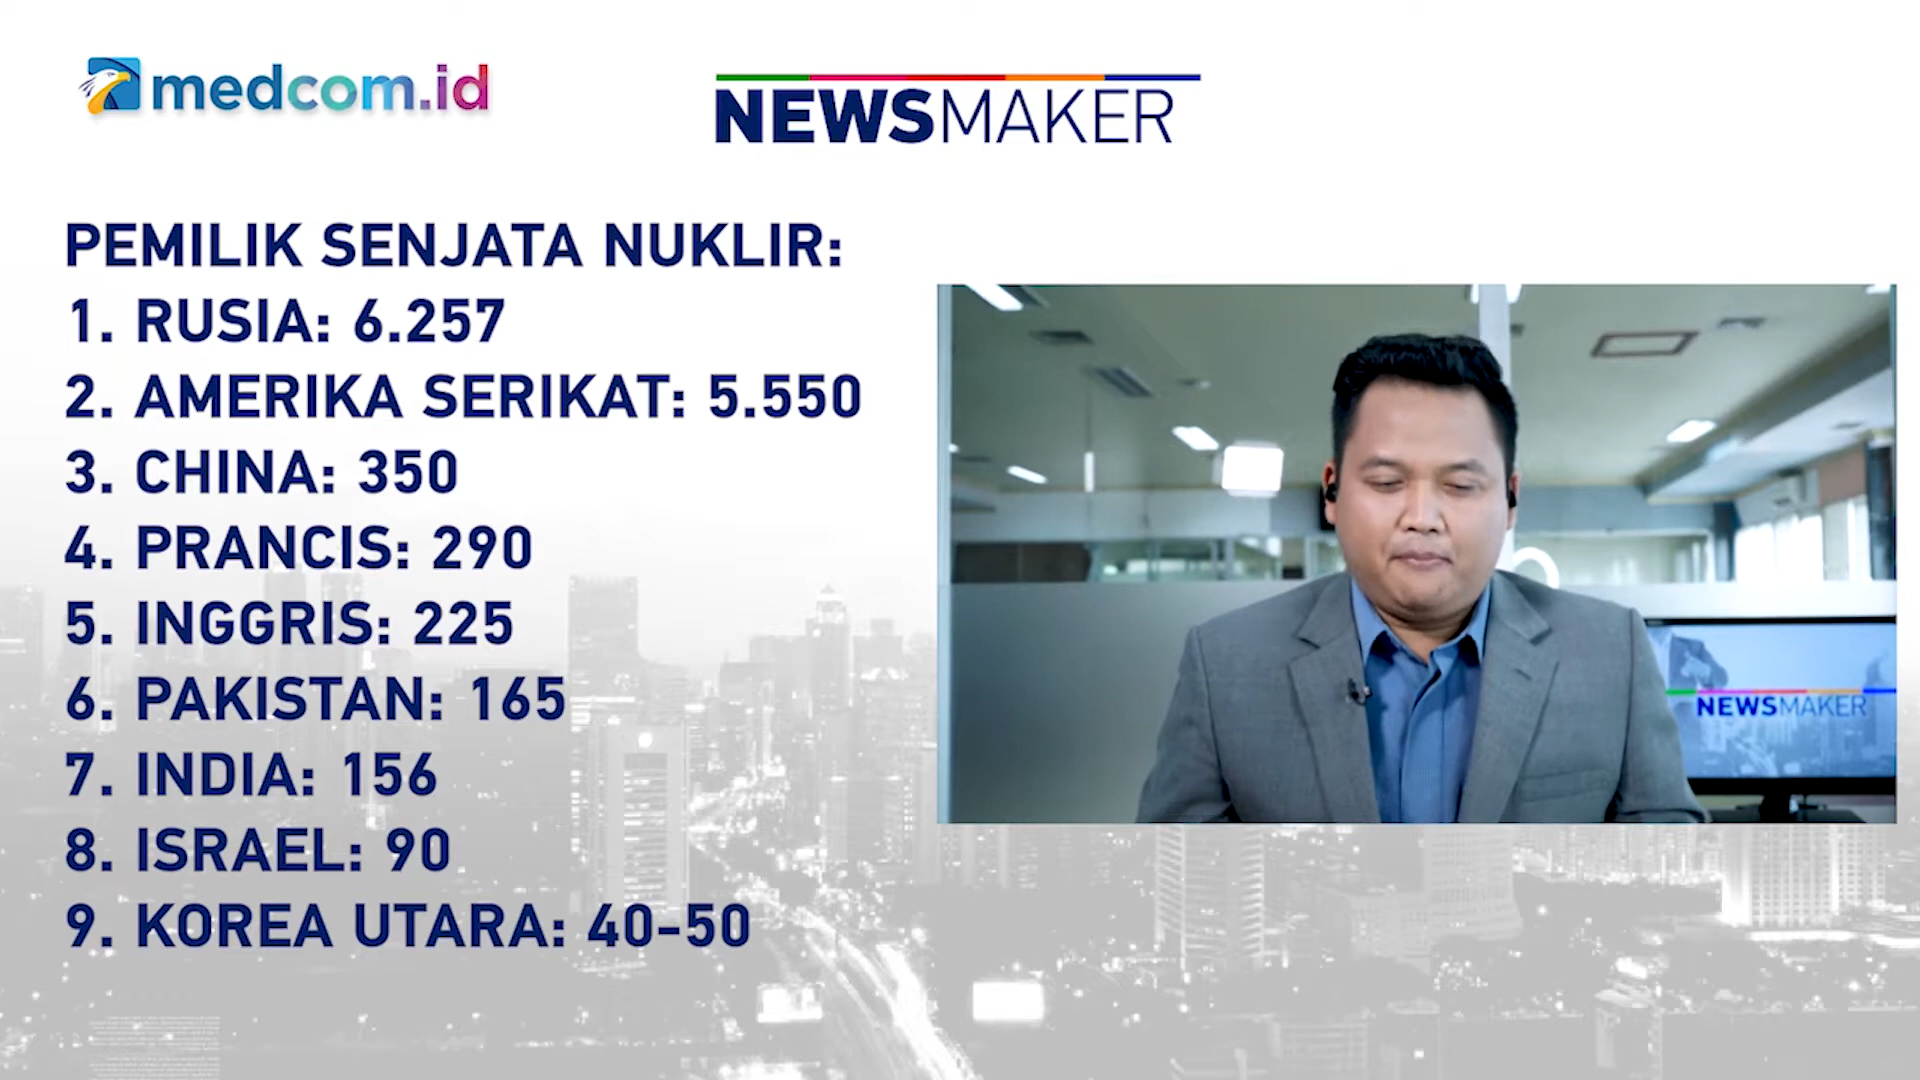 medcom.id
NEWSMAKER
PEMILIK SENJATA NUKLIR:
1. RUSIA: 6.257
2. AMERIKA SERIKAT: 5.550
3. CHINA: 350
4. PRANCIS: 290
5. INGGRIS: 225
6. PAKISTAN: 165
7. INDIA: 156
8. ISRAEL: 90
9. KOREA UTARA: 40-50
NEWSMAKER